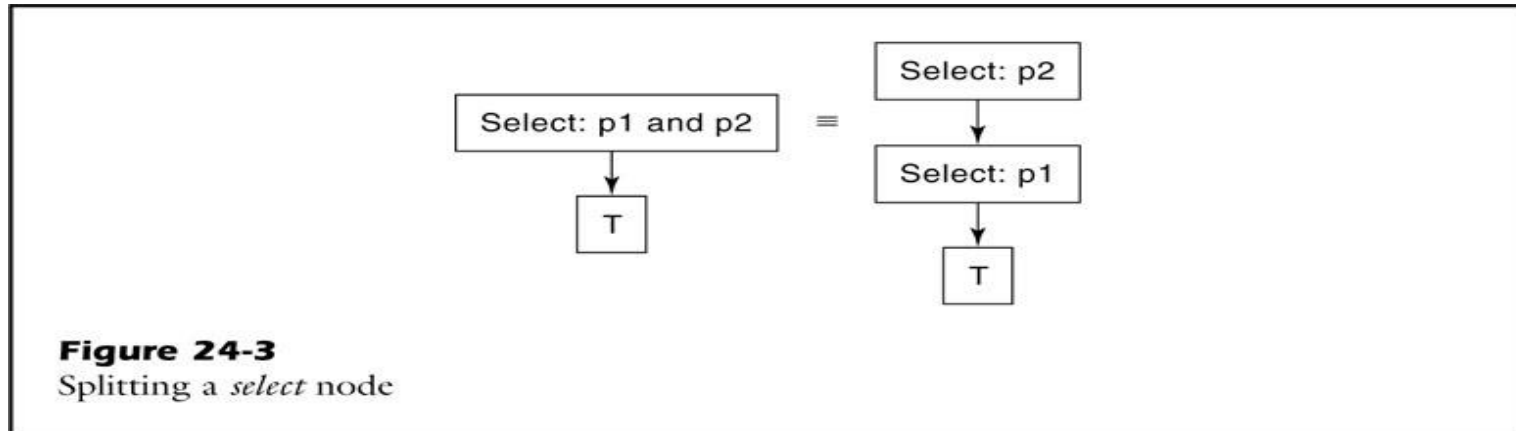 Select: p1 and p2
T
≡
Select: p2
Select: p1
T
Figure 24-3
Splitting a select node